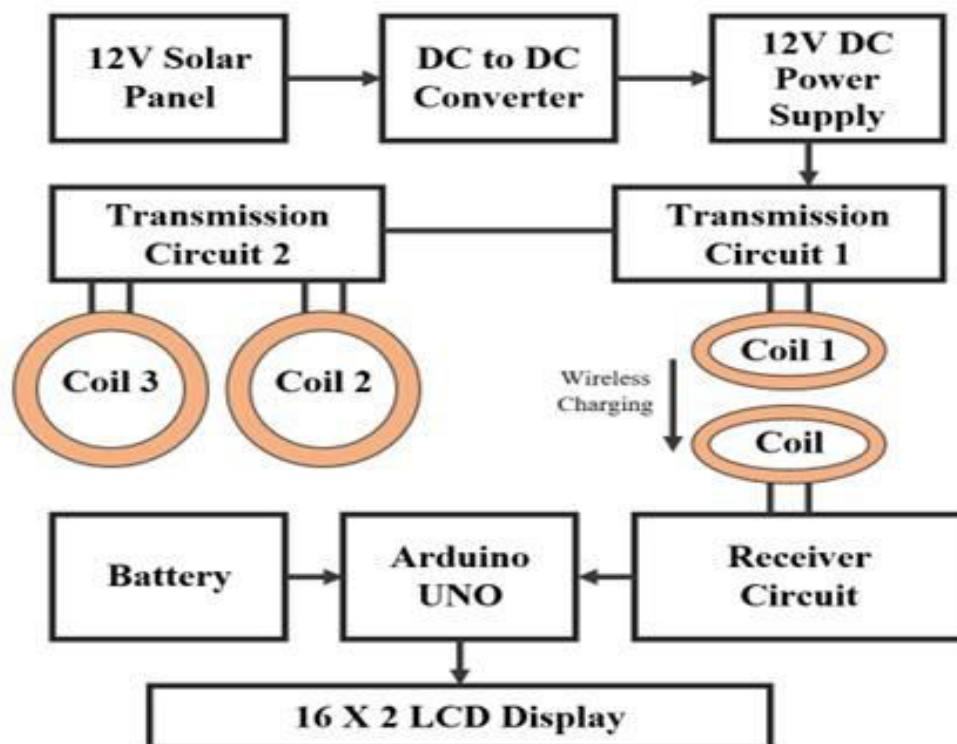 12V Solar
Panel
DC to DC
Converter
12V DC
Power
Supply
Transmission
Circuit 2
Transmission
Circuit 1
Coil 3
Coil 2
Coil 1
Wireless
Charging
Coil
Battery
Arduino
UNO
Receiver
Circuit
16 X 2 LCD Display